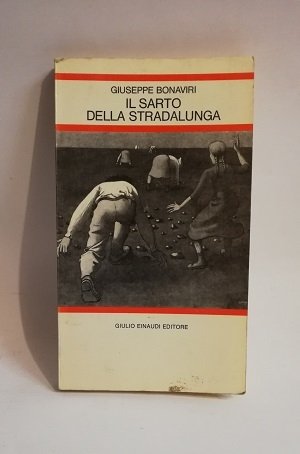 GIUSEPPE BONAVIRI
IL SARTO
DELLA STRADALUNGA
GIULIO EINAUDI EDITORE